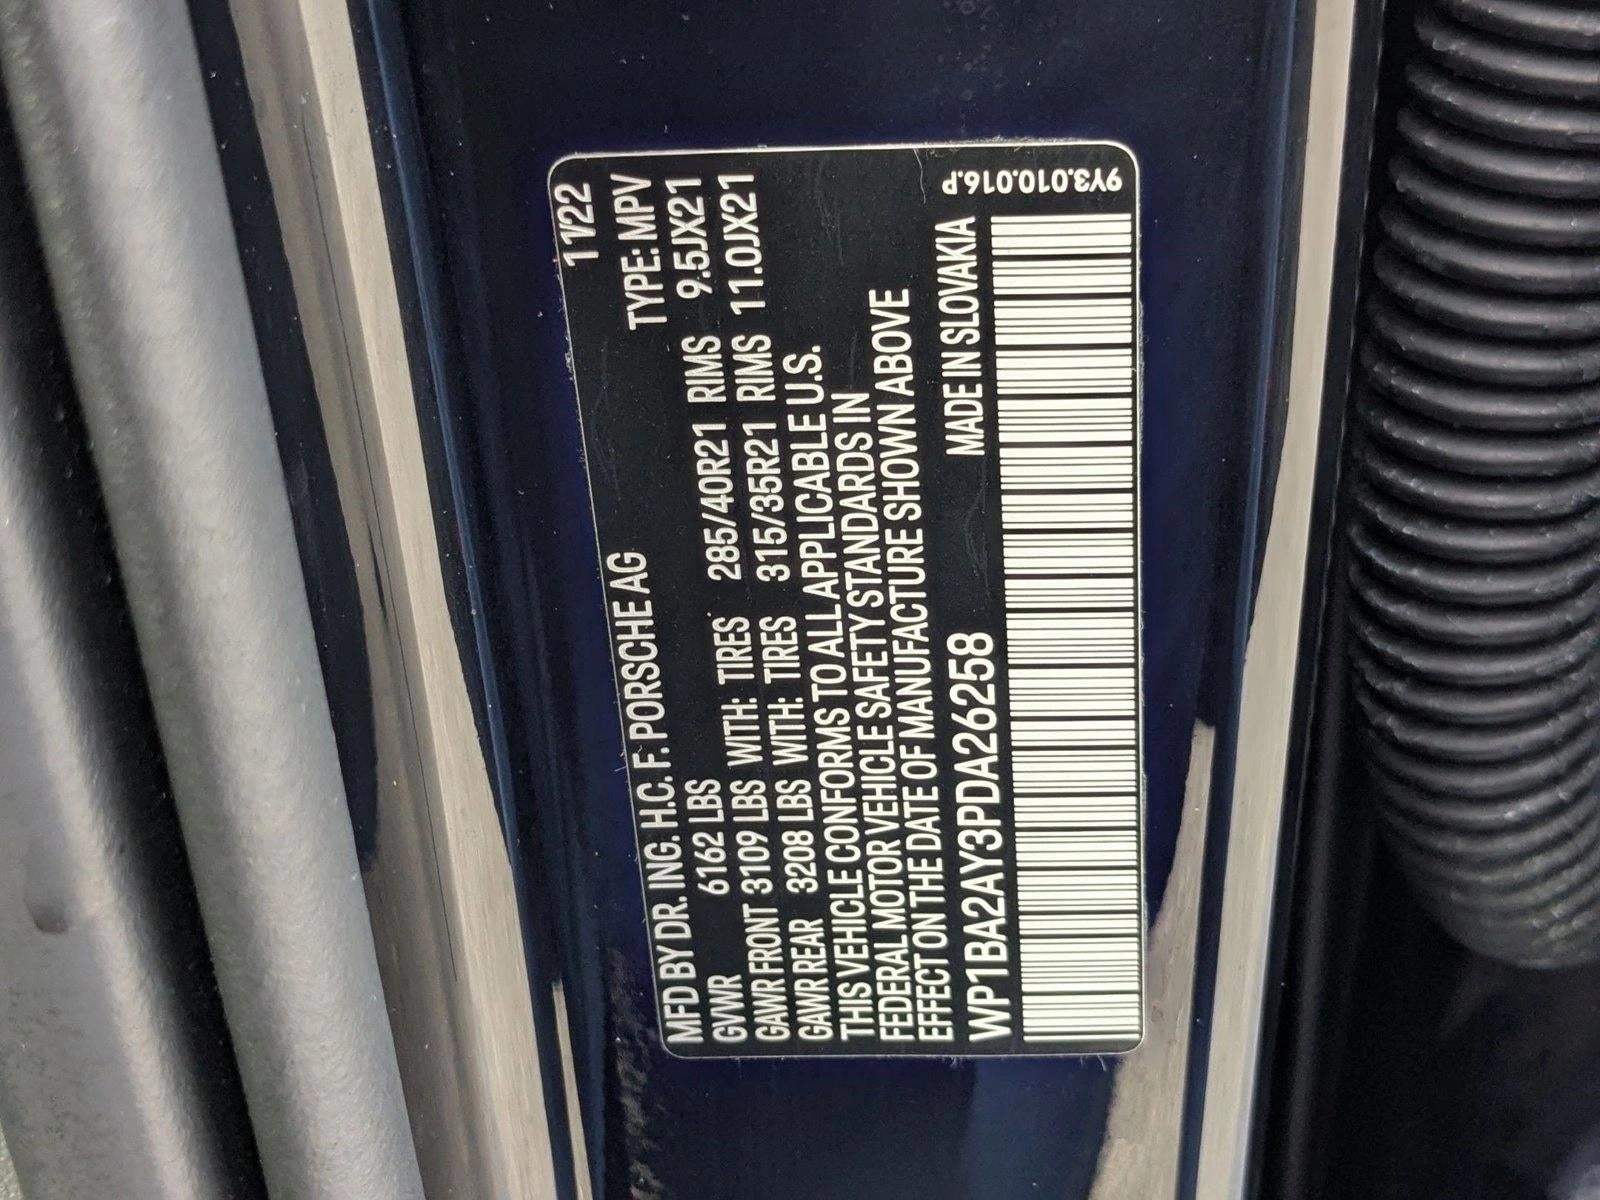 11/22
MFD BY DR. ING. H.C. F. PORSCHE AG TYPE: MPV
GVWR 6162 LBS
GAWR FRONT 3109 LBS WITH: TIRES 285/40R21 RIMS 9.5JX21
GAWR REAR 3208 LBS WITH: TIRES 315/35R21 RIMS 11.0JX21
THIS VEHICLE CONFORMS TO ALL APPLICABLE U.S.
FEDERAL MOTOR VEHICLE SAFETY STANDARDS IN
EFFECT ON THE DATE OF MANUFACTURE SHOWN ABOVE
WP1BA2AY3PDA26258 MADE IN SLOVAKIA
9Y3.010.016.P